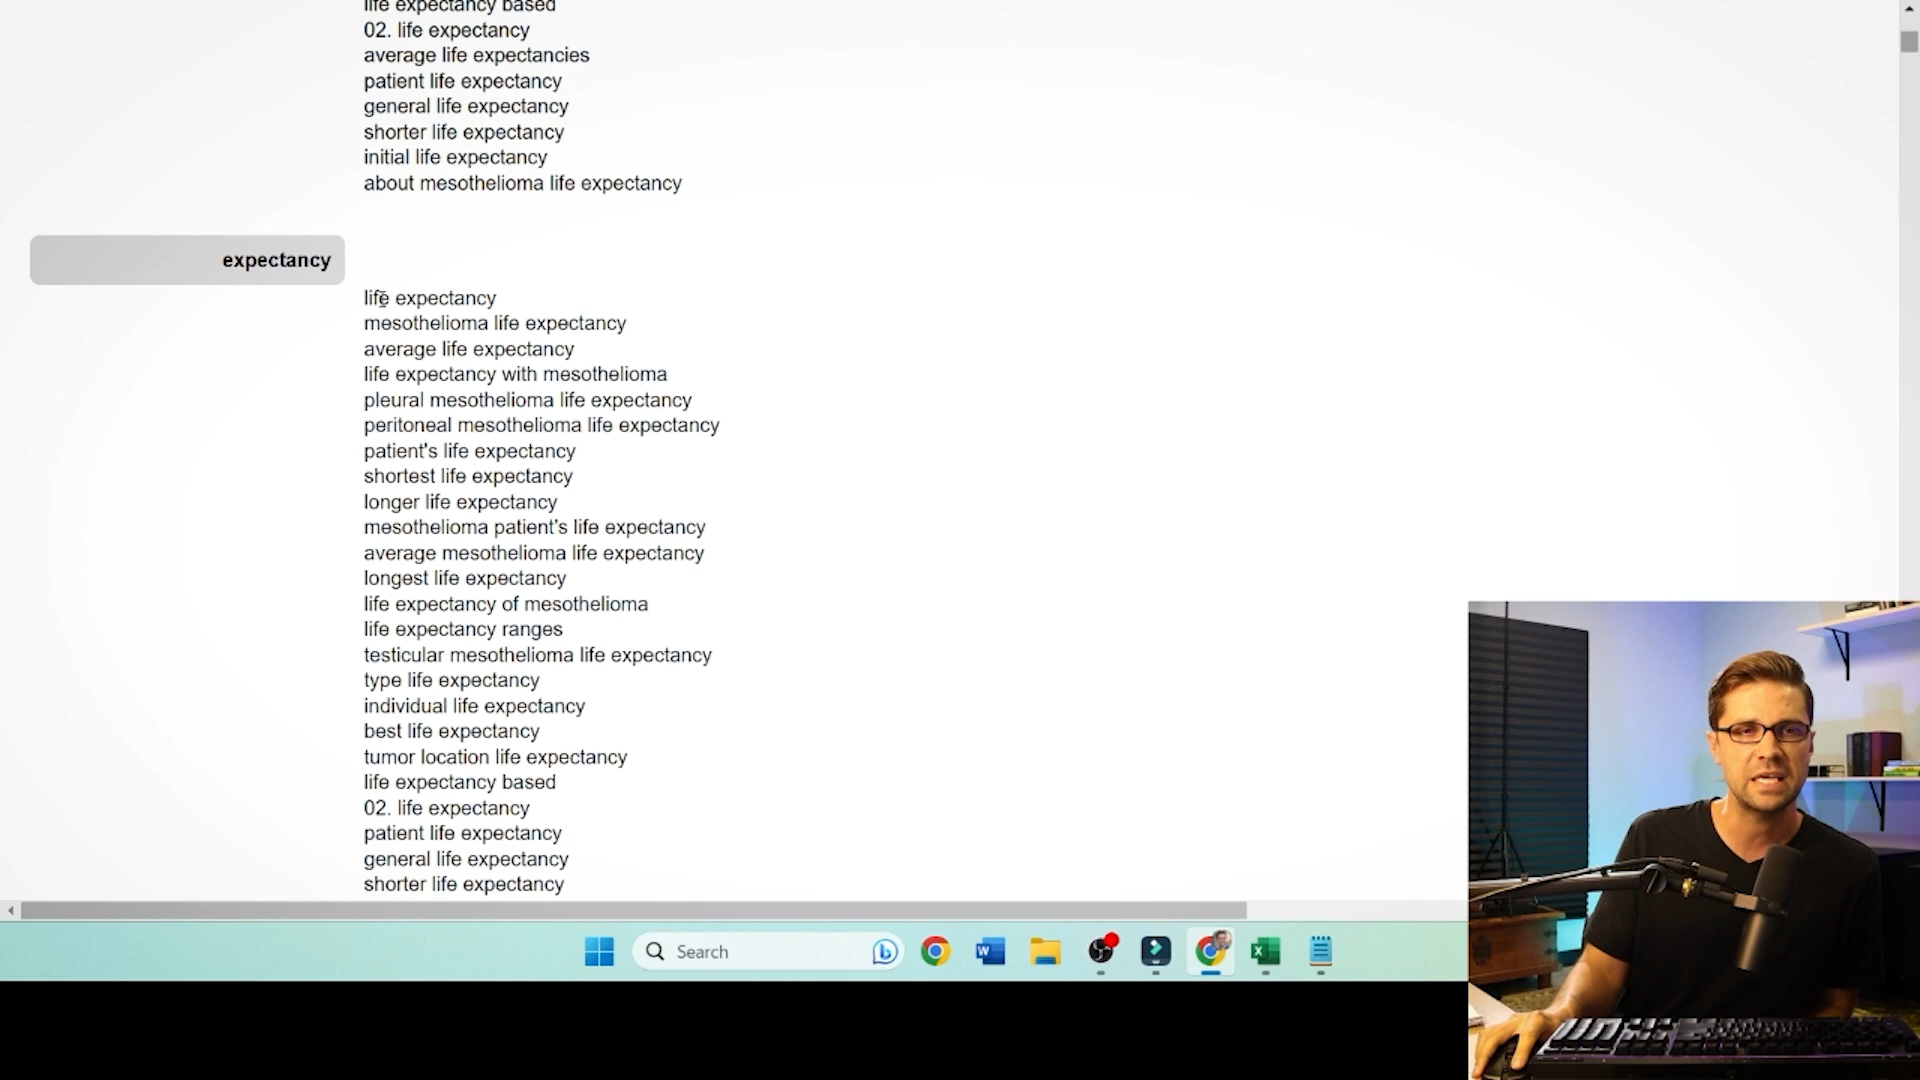 life expectancy based
02. life expectancy
average life expectancies
patient life expectancy
general life expectancy
shorter life expectancy
initial life expectancy
about mesothelioma life expectancy
expectancy
life expectancy
mesothelioma life expectancy
average life expectancy
life expectancy with mesothelioma
pleural mesothelioma life expectancy
peritoneal mesothelioma life expectancy
patient's life expectancy
shortest life expectancy
longer life expectancy
mesothelioma patient's life expectancy
average mesothelioma life expectancy
longest life expectancy
life expectancy of mesothelioma
life expectancy ranges
testicular mesothelioma life expectancy
type life expectancy
individual life expectancy
best life expectancy
tumor location life expectancy
life expectancy based
02. life expectancy
patient life expectancy
general life expectancy
shorter life expectancy
Search